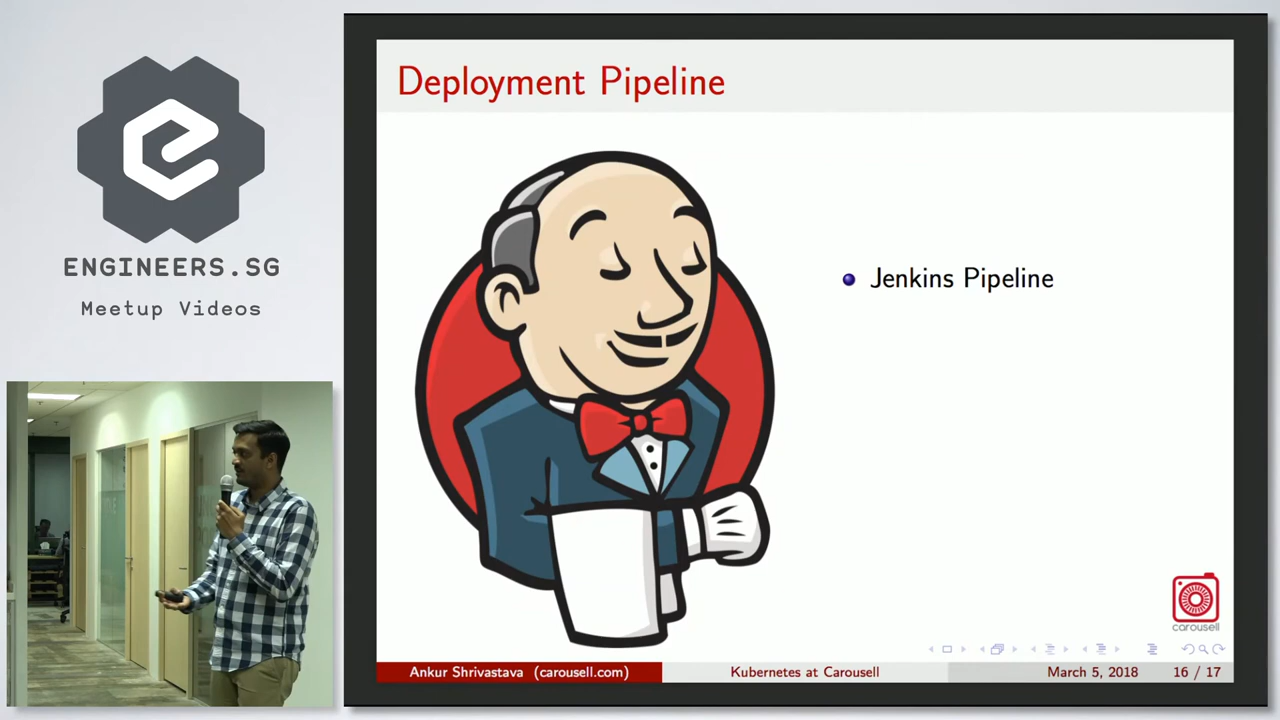 ENGINEERS.SG
Meetup Videos
Deployment Pipeline
Jenkins Pipeline
carousell
Ankur Shrivastava (carousell.com)
Kubernetes at Carousell
March 5, 2018
16 / 17